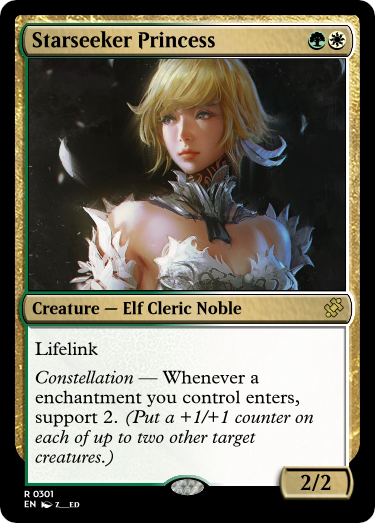 Starseeker Princess
Creature — Elf Cleric Noble
Lifelink
Constellation — Whenever a
enchantment you control enters,
support 2. (Put a +1/+1 counter on
each of up to two other target
creatures.)
2/2
R 0301
EN Z__ED